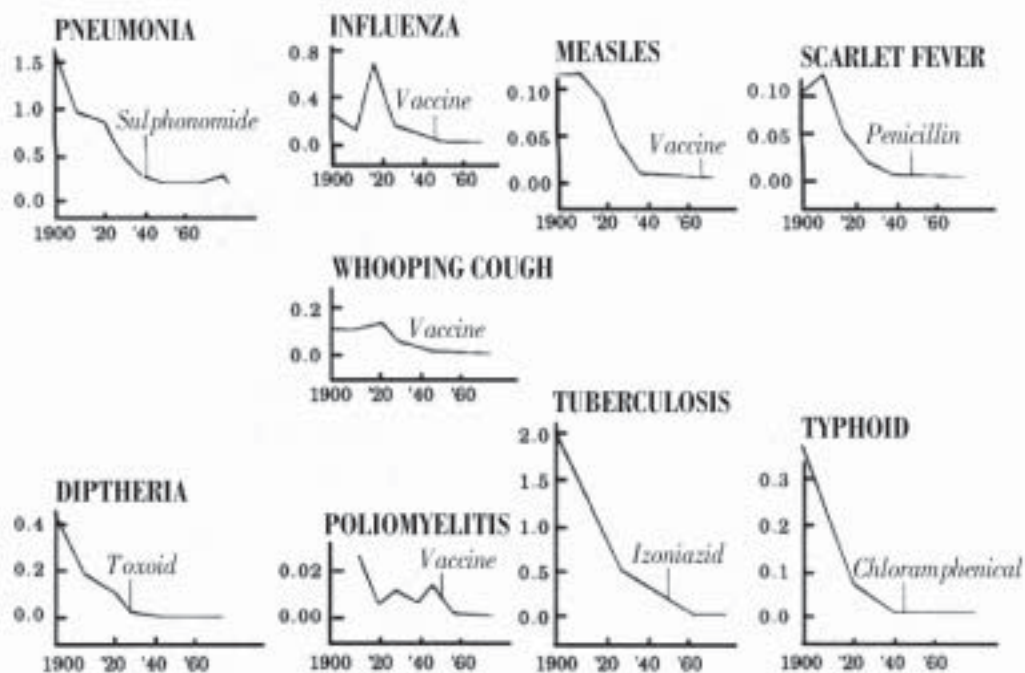 PNEUMONIA
1.5
1.0
0.5
0.0
Sulphonomide
1900 '20 '40 '60
INFLUENZA
0.8
0.4
0.0
Vaccine
1900 '20 '40 '60
MEASLES
0.10
0.05
0.00
Vaccine
1900 '20 '40 '60
SCARLET FEVER
0.10
0.05
0.00
Penicillin
1900 '20 '40 '60
WHOOPING COUGH
0.2
0.0
Vaccine
1900 '20 '40 '60
DIPTHERIA
0.4
0.2
0.0
Toxoid
1900 '20 '40 '60
POLIOMYELITIS
0.02
0.00
Vaccine
1900 '20 '40 '60
TUBERCULOSIS
2.0
1.5
1.0
0.5
0.0
Izoniazid
1900 '20 '40 '60
TYPHOID
0.3
0.2
0.1
0.0
Chloramphenical
1900 '20 '40 '60